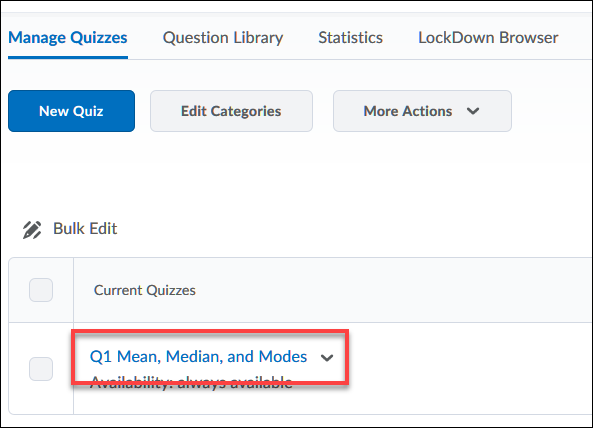 Manage Quizzes Question Library Statistics LockDown Browser
New Quiz Edit Categories More Actions
Bulk Edit
Current Quizzes
Q1 Mean, Median, and Modes
Availability: always available